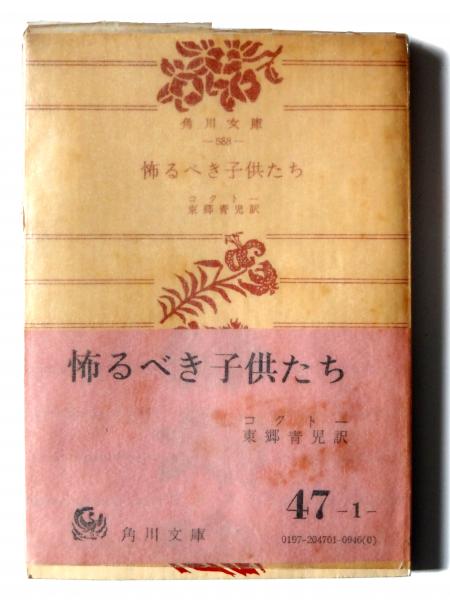 角川文庫
—588—
怖るべき子供たち
コクトー
東郷青児訳
怖るべき子供たち
コクトー
東郷青児訳
47-1-
角川文庫
0197-204701-0946(0)